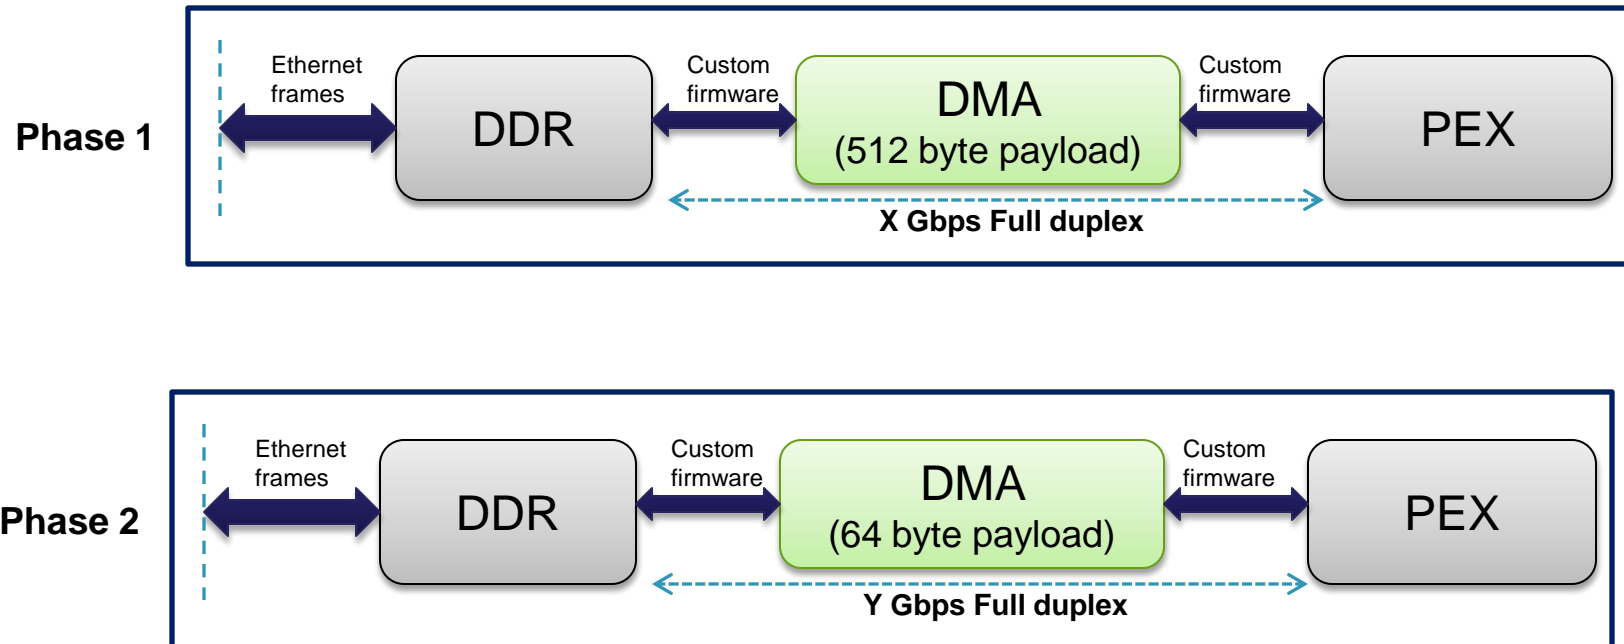 Phase 1
Ethernet
frames
DDR
Custom
firmware
DMA
(512 byte payload)
Custom
firmware
PEX
X Gbps Full duplex
Phase 2
Ethernet
frames
DDR
Custom
firmware
DMA
(64 byte payload)
Custom
firmware
PEX
Y Gbps Full duplex